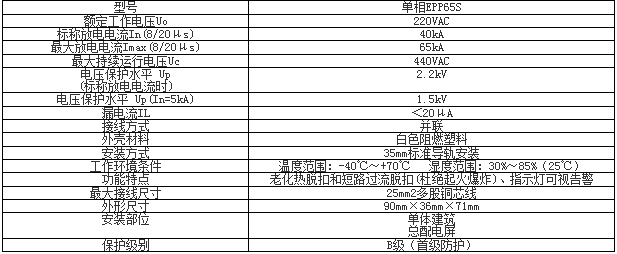 型号 单相EPP65S
额定工作电压Uo 220VAC
标称放电电流In(8/20μs) 40kA
最大放电电流Imax(8/20μs) 65kA
最大持续运行电压Uc 440VAC
电压保护水平 Up 2.2kV
(标称放电电流时)
电压保护水平 Up(In=5kA) 1.5kV
漏电流IL <20μA
接线方式 并联
外壳材料 白色阻燃塑料
安装方式 35mm标准导轨安装
工作环境条件 温度范围：-40℃～+70℃ 湿度范围：30%～85%（25℃）
功能特点 老化热脱扣和短路过流脱扣(杜绝起火爆炸)、指示灯可视告警
最大接线尺寸 25mm2多股铜芯线
外形尺寸 90mm×36mm×71mm
安装部位 单体建筑
总配电屏
保护级别 B级（首级防护）